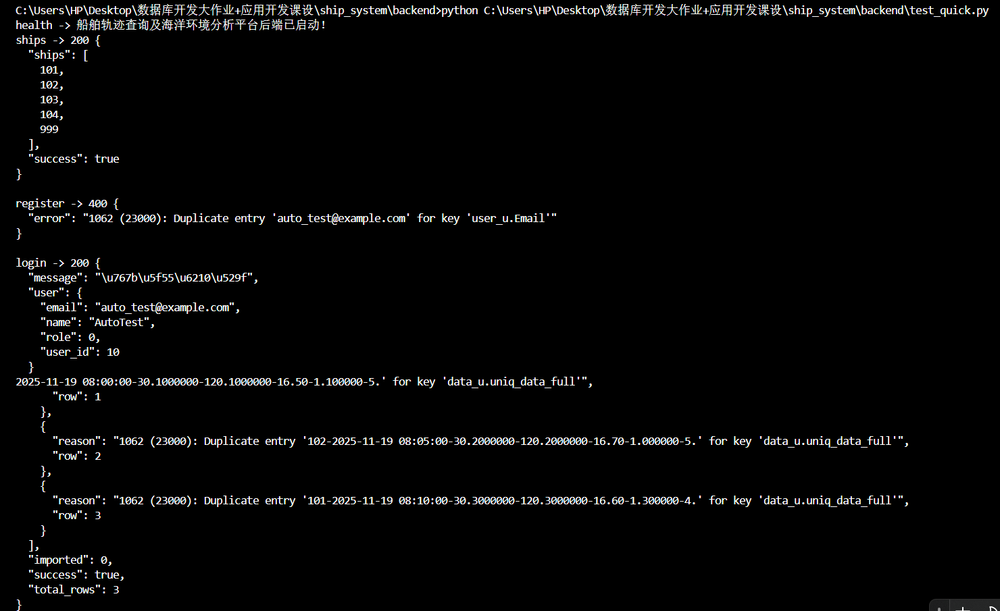 C:\Users\HP\Desktop\数据库开发大作业+应用开发课设\ship_system\backend>python C:\Users\HP\Desktop\数据库开发大作业+应用开发课设\ship_system\backend\test_quick.py
health -> 船舶轨迹查询及海洋环境分析平台后端已启动!
ships -> 200 {
  "ships": [
    101,
    102,
    103,
    104,
    999
  ],
  "success": true
}

register -> 400 {
  "error": "1062 (23000): Duplicate entry 'auto_test@example.com' for key 'user_u.Email'"
}

login -> 200 {
  "message": "\u767b\u5f55\u6210\u529f",
  "user": {
    "email": "auto_test@example.com",
    "name": "AutoTest",
    "role": 0,
    "user_id": 10
  }
2025-11-19 08:00:00-30.1000000-120.1000000-16.50-1.100000-5.' for key 'data_u.uniq_data_full'",
      "row": 1
    },
    {
      "reason": "1062 (23000): Duplicate entry '102-2025-11-19 08:05:00-30.2000000-120.2000000-16.70-1.000000-5.' for key 'data_u.uniq_data_full'",
      "row": 2
    },
    {
      "reason": "1062 (23000): Duplicate entry '101-2025-11-19 08:10:00-30.3000000-120.3000000-16.60-1.300000-4.' for key 'data_u.uniq_data_full'",
      "row": 3
    }
  ],
  "imported": 0,
  "success": true,
  "total_rows": 3
}